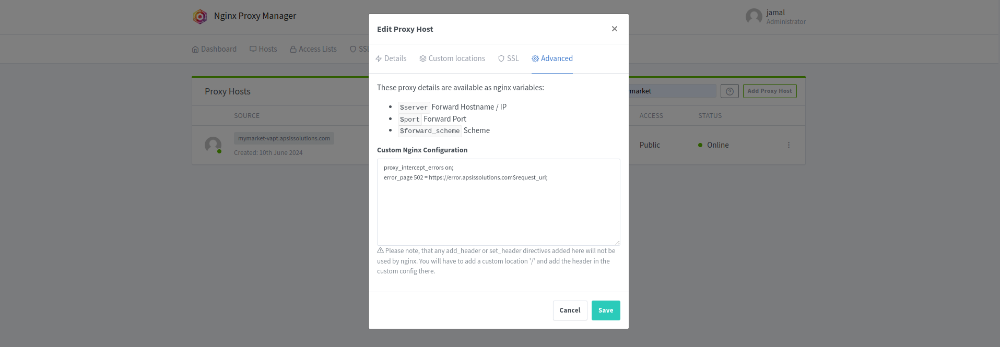 Nginx Proxy Manager
jamal
Administrator
Dashboard
Hosts
Access Lists
SSL
Proxy Hosts
ymarket
Add Proxy Host
SOURCE
ACCESS
STATUS
mymarket-vapt.apsissolutions.com
Created: 10th June 2024
Public
Online
Edit Proxy Host
Details
Custom locations
SSL
Advanced
These proxy details are available as nginx variables:
$server Forward Hostname / IP
$port Forward Port
$forward_scheme Scheme
Custom Nginx Configuration
proxy_intercept_errors on;
error_page 502 = https://error.apsissolutions.com$request_uri;
Please note, that any add_header or set_header directives added here will not be
used by nginx. You will have to add a custom location '/' and add the header in the
custom config there.
Cancel
Save